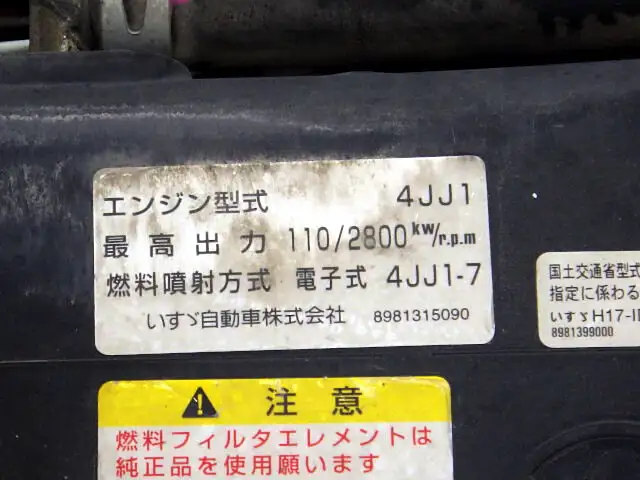 エンジン型式 4JJ1
最高出力 110/2800kw/r.p.m
燃料噴射方式 電子式 4JJ1-7
いすゞ自動車株式会社 8981315090
国土交通省型式
指定に係わる
いすゞH17-I
8981399000
注意
燃料フィルタエレメントは
純正品を使用願います